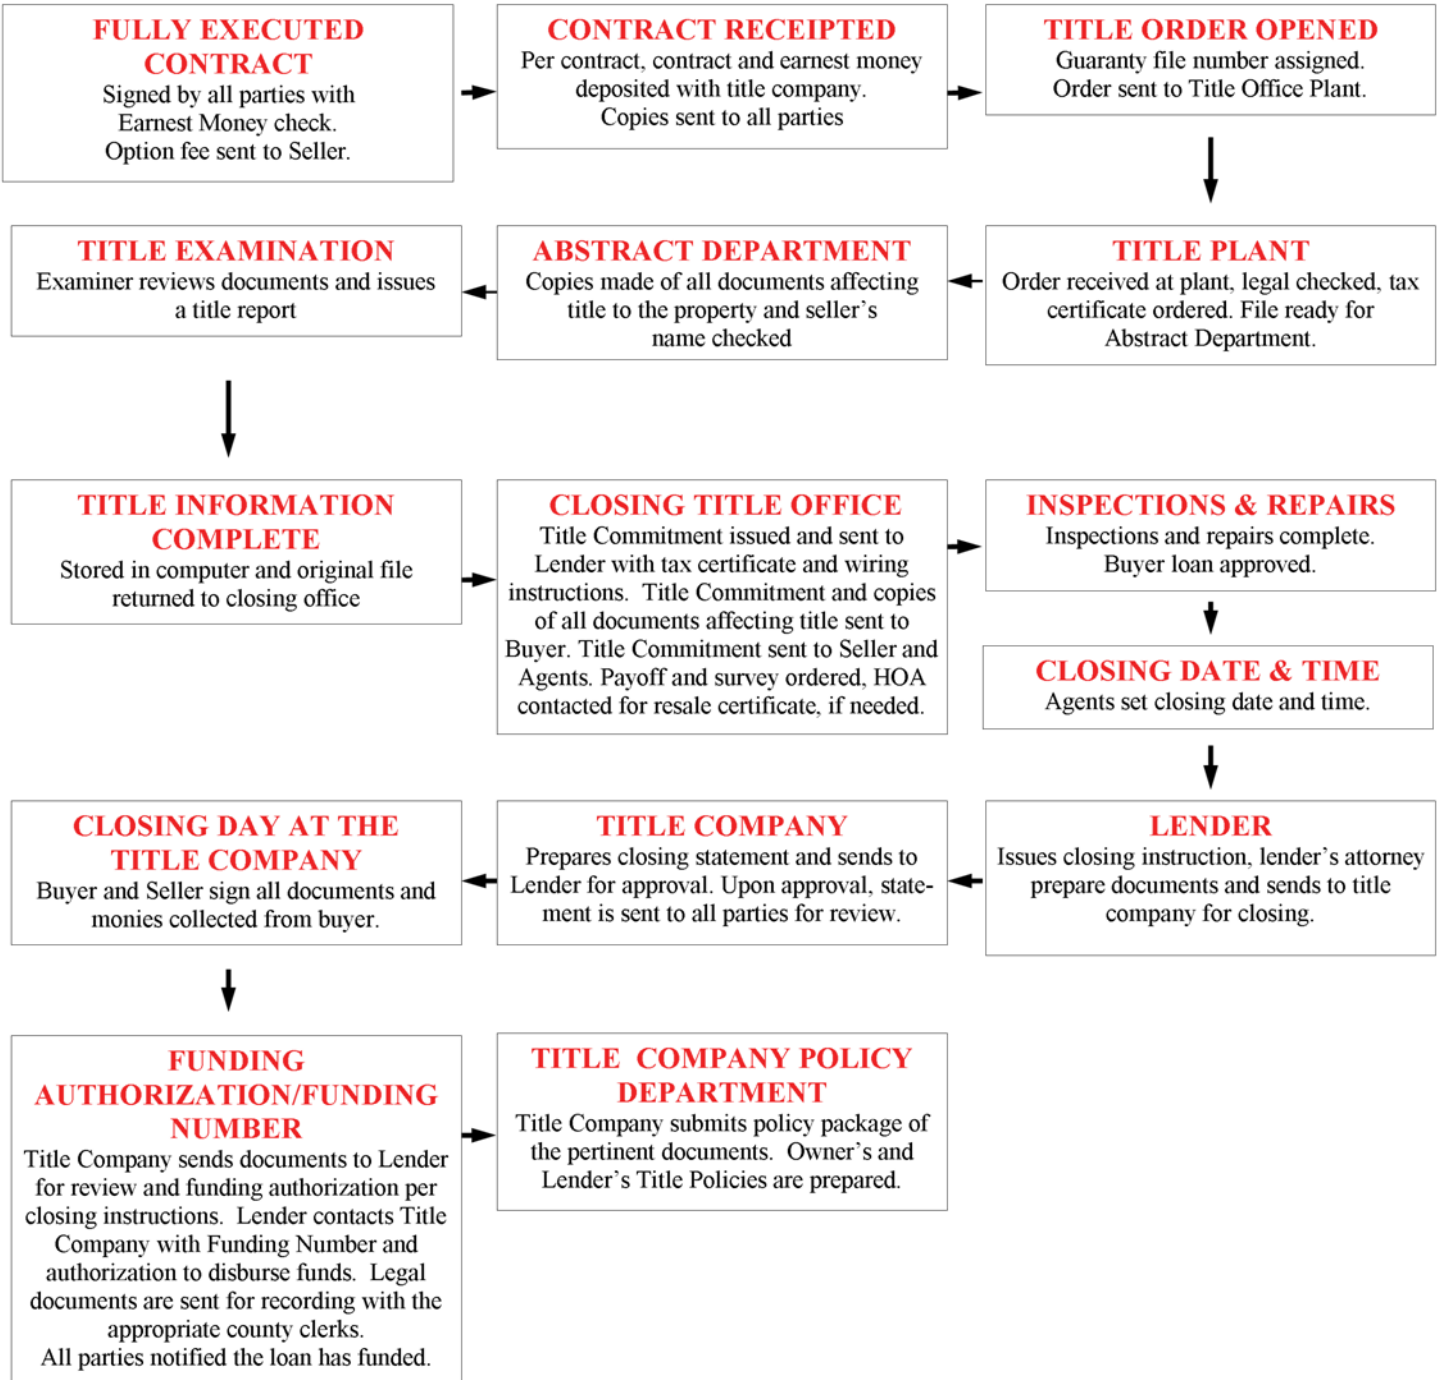 FULLY EXECUTED
CONTRACT
Signed by all parties with
Earnest Money check.
Option fee sent to Seller.
CONTRACT RECEIPTED
Per contract, contract and earnest money
deposited with title company.
Copies sent to all parties
TITLE ORDER OPENED
Guaranty file number assigned.
Order sent to Title Office Plant.
TITLE PLANT
Order received at plant, legal checked, tax
certificate ordered. File ready for
Abstract Department.
ABSTRACT DEPARTMENT
Copies made of all documents affecting
title to the property and seller's
name checked
TITLE EXAMINATION
Examiner reviews documents and issues
a title report
TITLE INFORMATION
COMPLETE
Stored in computer and original file
returned to closing office
CLOSING TITLE OFFICE
Title Commitment issued and sent to
Lender with tax certificate and wiring
instructions. Title Commitment and copies
of all documents affecting title sent to
Buyer. Title Commitment sent to Seller and
Agents. Payoff and survey ordered, HOA
contacted for resale certificate, if needed.
INSPECTIONS & REPAIRS
Inspections and repairs complete.
Buyer loan approved.
CLOSING DATE & TIME
Agents set closing date and time.
LENDER
Issues closing instruction, lender's attorney
prepare documents and sends to title
company for closing.
TITLE COMPANY
Prepares closing statement and sends to
Lender for approval. Upon approval, state-
ment is sent to all parties for review.
CLOSING DAY AT THE
TITLE COMPANY
Buyer and Seller sign all documents and
monies collected from buyer.
FUNDING
AUTHORIZATION/FUNDING
NUMBER
Title Company sends documents to Lender
for review and funding authorization per
closing instructions. Lender contacts Title
Company with Funding Number and
authorization to disburse funds. Legal
documents are sent for recording with the
appropriate county clerks.
All parties notified the loan has funded.
TITLE COMPANY POLICY
DEPARTMENT
Title Company submits policy package of
the pertinent documents. Owner's and
Lender's Title Policies are prepared.